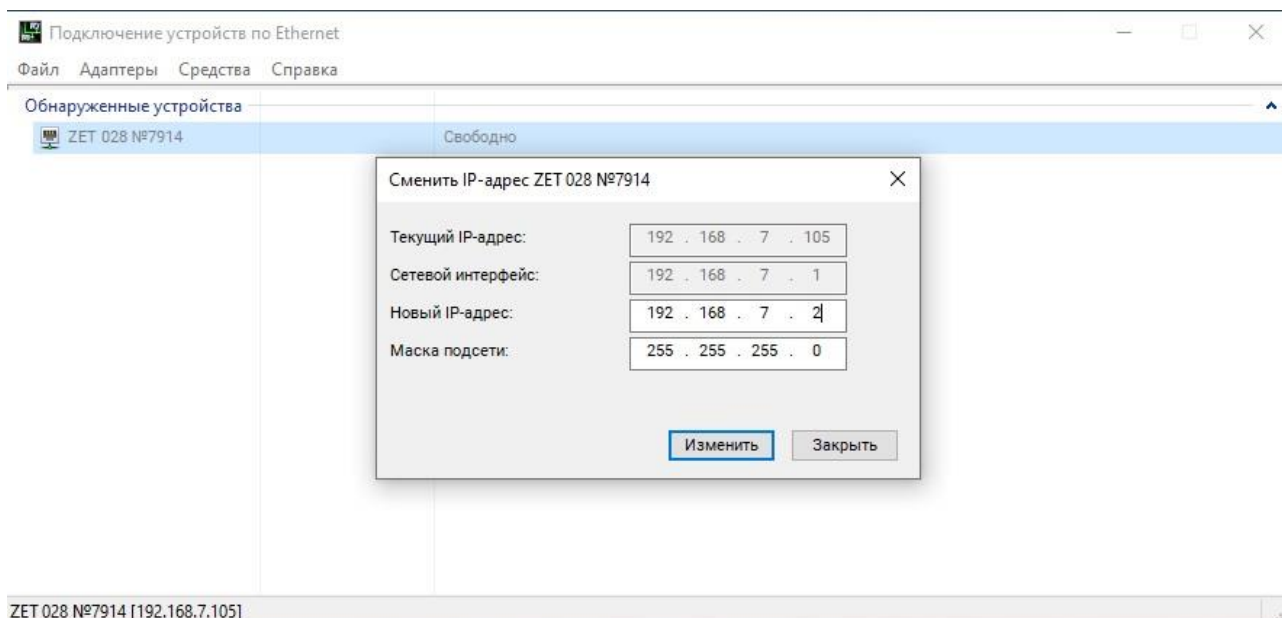 Подключение устройств по Ethernet
Файл Адаптеры Средства Справка
Обнаруженные устройства
ZET 028 №7914 Свободно
Сменить IP-адрес ZET 028 №7914
Текущий IP-адрес: 192 . 168 . 7 . 105
Сетевой интерфейс: 192 . 168 . 7 . 1
Новый IP-адрес: 192 . 168 . 7 . 2
Маска подсети: 255 . 255 . 255 . 0
Изменить Закрыть
ZET 028 №7914 [192.168.7.105]